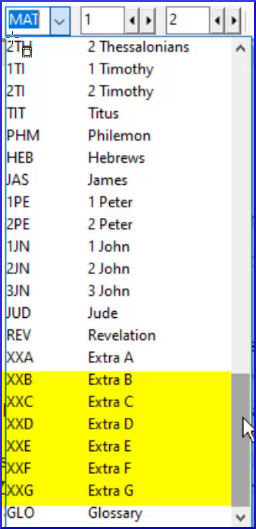 MAT 1 2
2TH 2 Thessalonians
1TI 1 Timothy
2TI 2 Timothy
TIT Titus
PHM Philemon
HEB Hebrews
JAS James
1PE 1 Peter
2PE 2 Peter
1JN 1 John
2JN 2 John
3JN 3 John
JUD Jude
REV Revelation
XXA Extra A
XXB Extra B
XXC Extra C
XXD Extra D
XXE Extra E
XXF Extra F
XXG Extra G
GLO Glossary